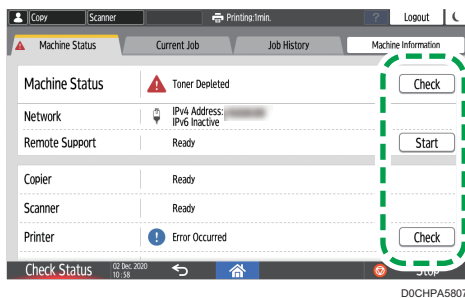 Copy Scanner Printing:1min. ? Logout
Machine Status Current Job Job History Machine Information
Machine Status Toner Depleted Check
Network IPv4 Address:
IPv6 Inactive
Remote Support Ready Start
Copier Ready
Scanner Ready
Printer Error Occurred Check
Check Status 02 Dec. 2020
10:58 Stop
D0CHPA5807